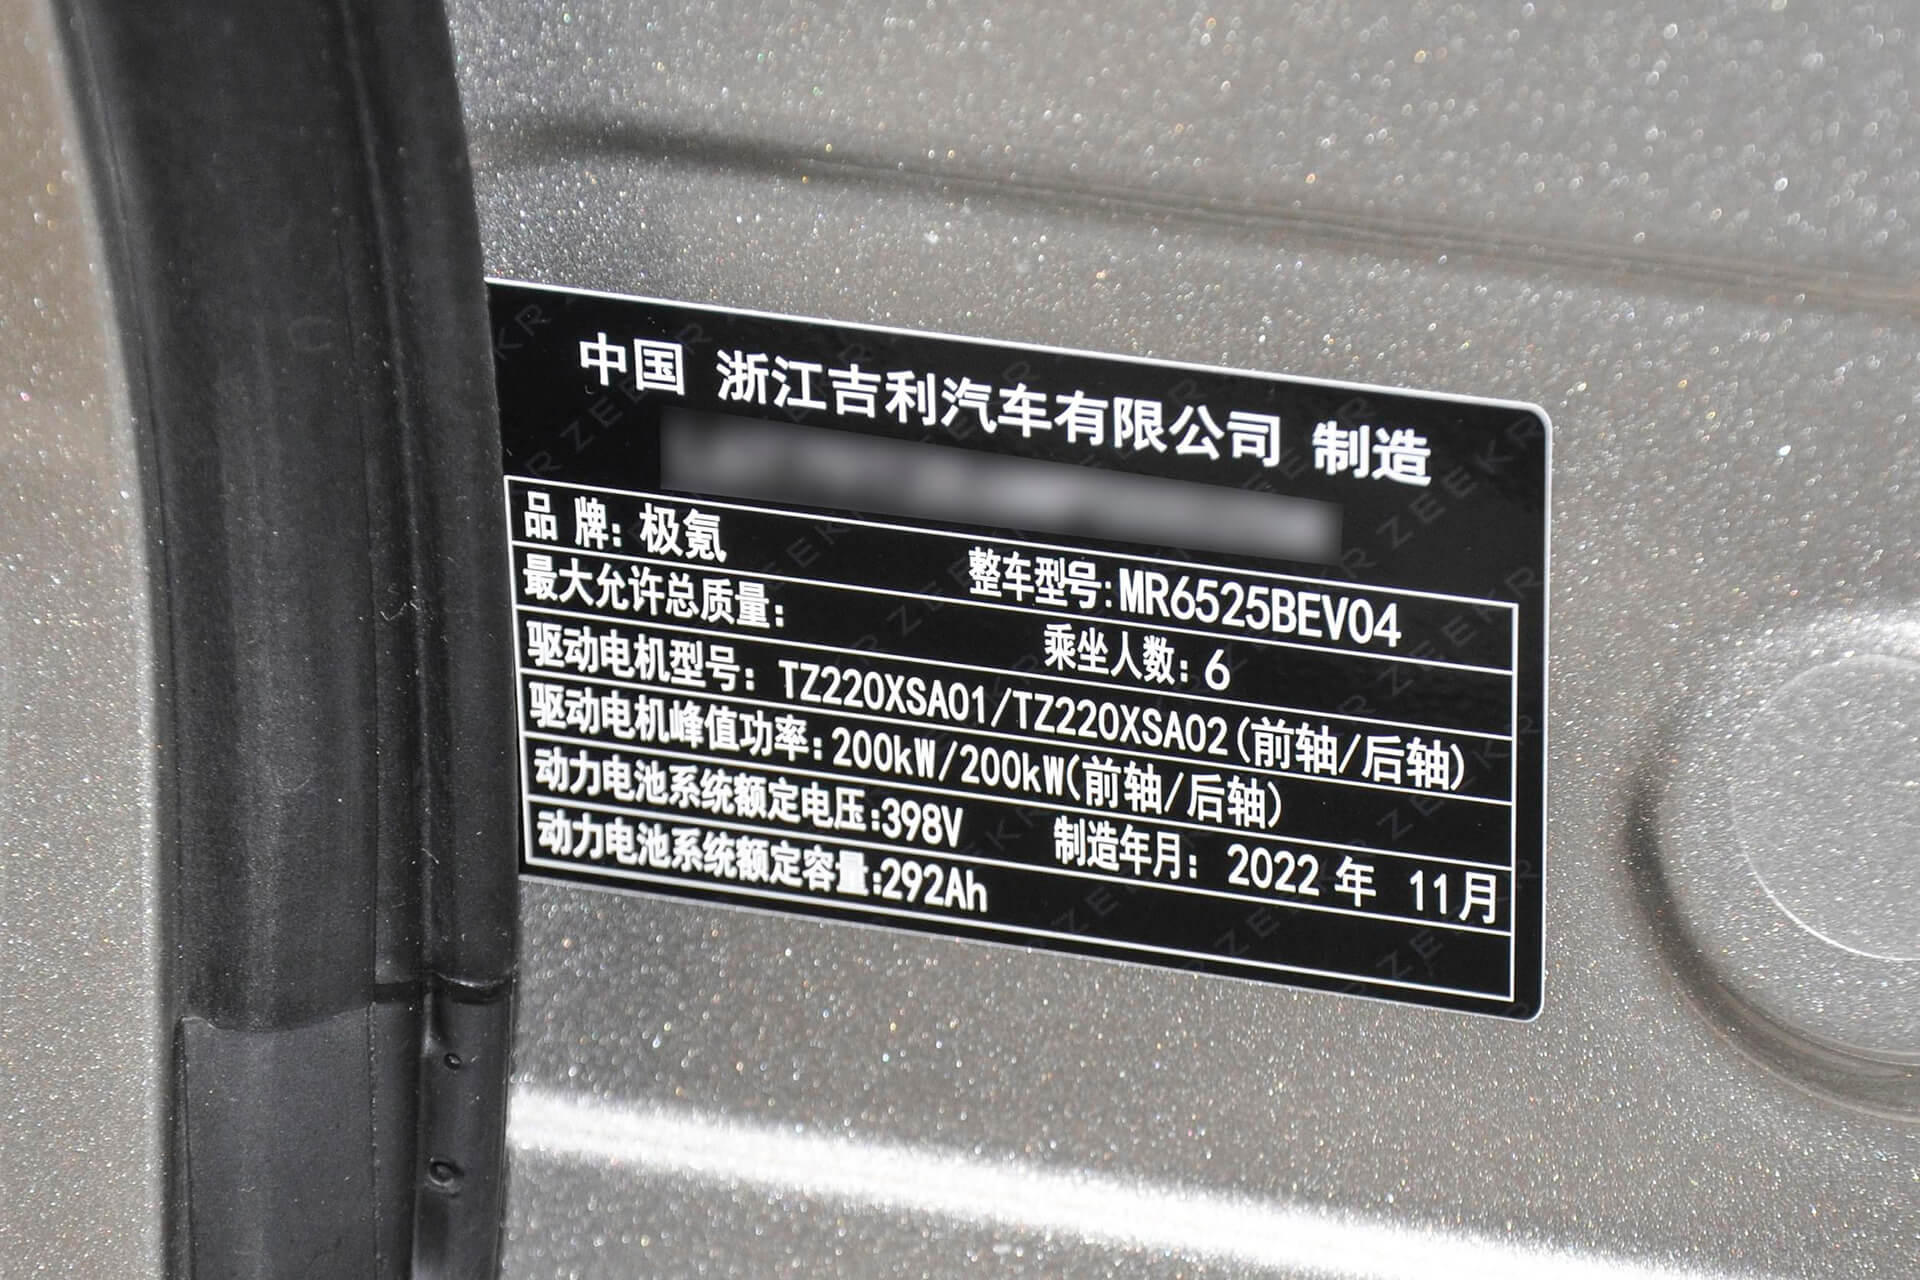 中国 浙江吉利汽车有限公司 制造
品 牌: 极氪 整车型号: MR6525BEV04
最大允许总质量: 乘坐人数: 6
驱动电机型号: TZ220XSA01/TZ220XSA02(前轴/后轴)
驱动电机峰值功率: 200kW/200kW(前轴/后轴)
动力电池系统额定电压: 398V 制造年月: 2022 年 11月
动力电池系统额定容量: 292Ah